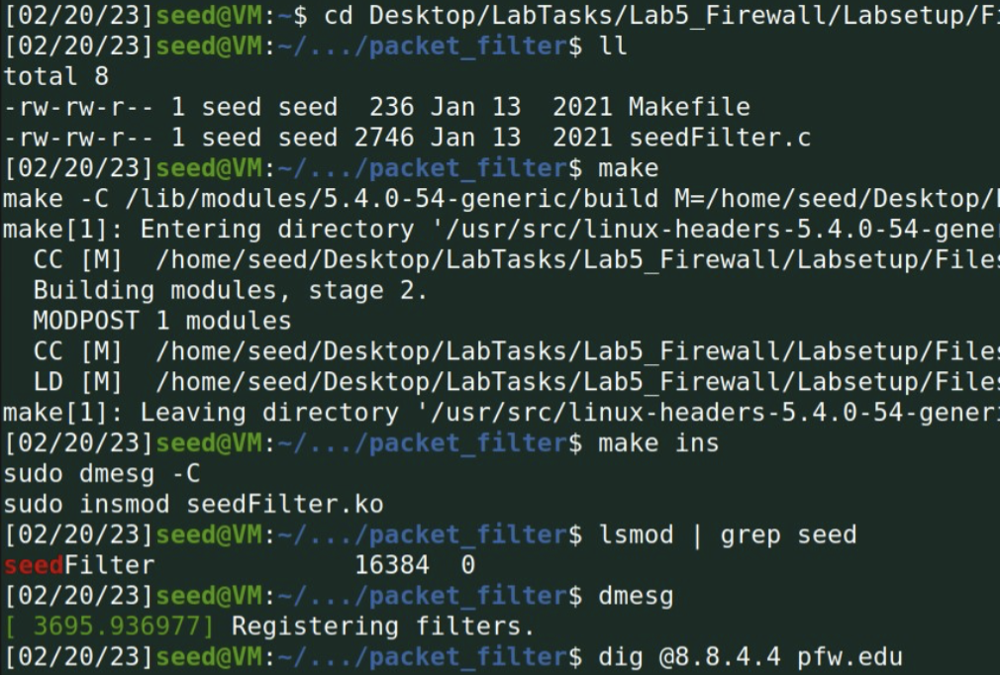 [02/20/23]seed@VM:~$ cd Desktop/LabTasks/Lab5_Firewall/Labsetup/Fi
[02/20/23]seed@VM:~/.../packet_filter$ ll
total 8
-rw-rw-r-- 1 seed seed  236 Jan 13  2021 Makefile
-rw-rw-r-- 1 seed seed 2746 Jan 13  2021 seedFilter.c
[02/20/23]seed@VM:~/.../packet_filter$ make
make -C /lib/modules/5.4.0-54-generic/build M=/home/seed/Desktop/
make[1]: Entering directory '/usr/src/linux-headers-5.4.0-54-gener
  CC [M]  /home/seed/Desktop/LabTasks/Lab5_Firewall/Labsetup/Files
  Building modules, stage 2.
  MODPOST 1 modules
  CC [M]  /home/seed/Desktop/LabTasks/Lab5_Firewall/Labsetup/Files
  LD [M]  /home/seed/Desktop/LabTasks/Lab5_Firewall/Labsetup/Files
make[1]: Leaving directory '/usr/src/linux-headers-5.4.0-54-generi
[02/20/23]seed@VM:~/.../packet_filter$ make ins
sudo dmesg -C
sudo insmod seedFilter.ko
[02/20/23]seed@VM:~/.../packet_filter$ lsmod | grep seed
seedFilter             16384  0
[02/20/23]seed@VM:~/.../packet_filter$ dmesg
[ 3695.936977] Registering filters.
[02/20/23]seed@VM:~/.../packet_filter$ dig @8.8.4.4 pfw.edu